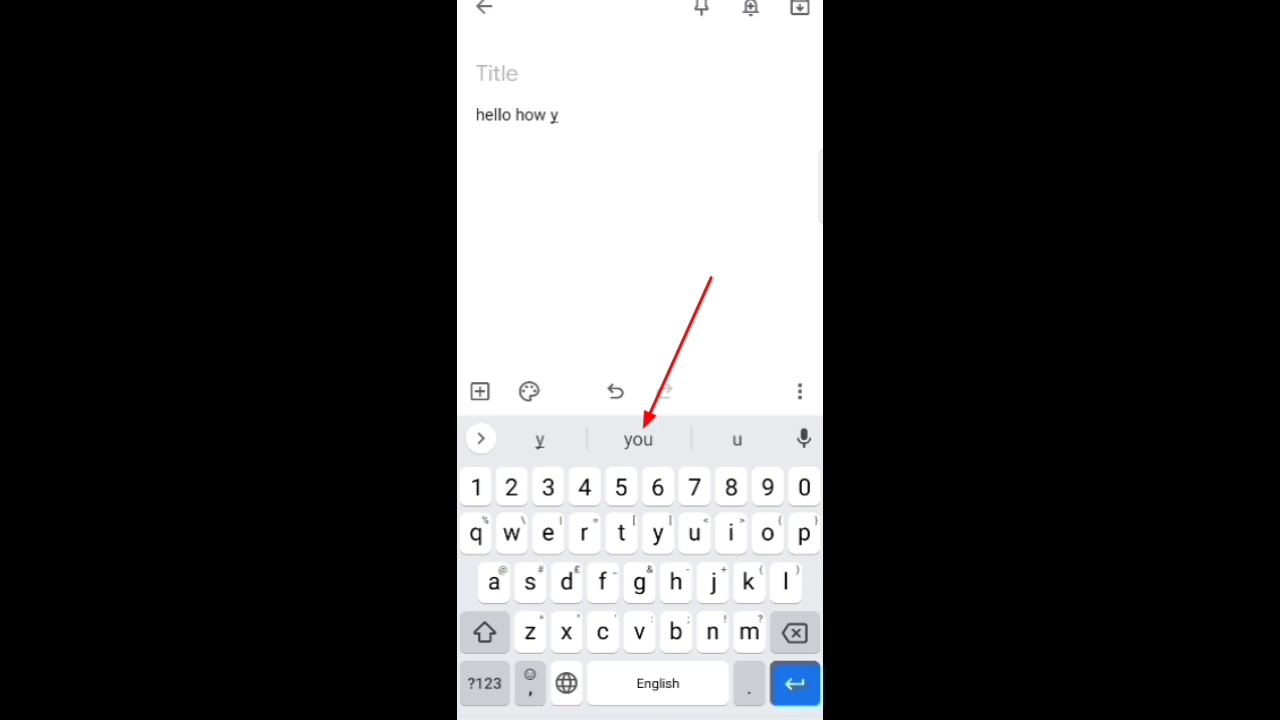 Title
hello how y
y you u
1 2 3 4 5 6 7 8 9 0
q % w \ e | r = t [ y ] u < i > o { p }
a @ s # d £ f _ g & h - j + k ( l )
z x c v : b ; n ! m ?
?123 , English .